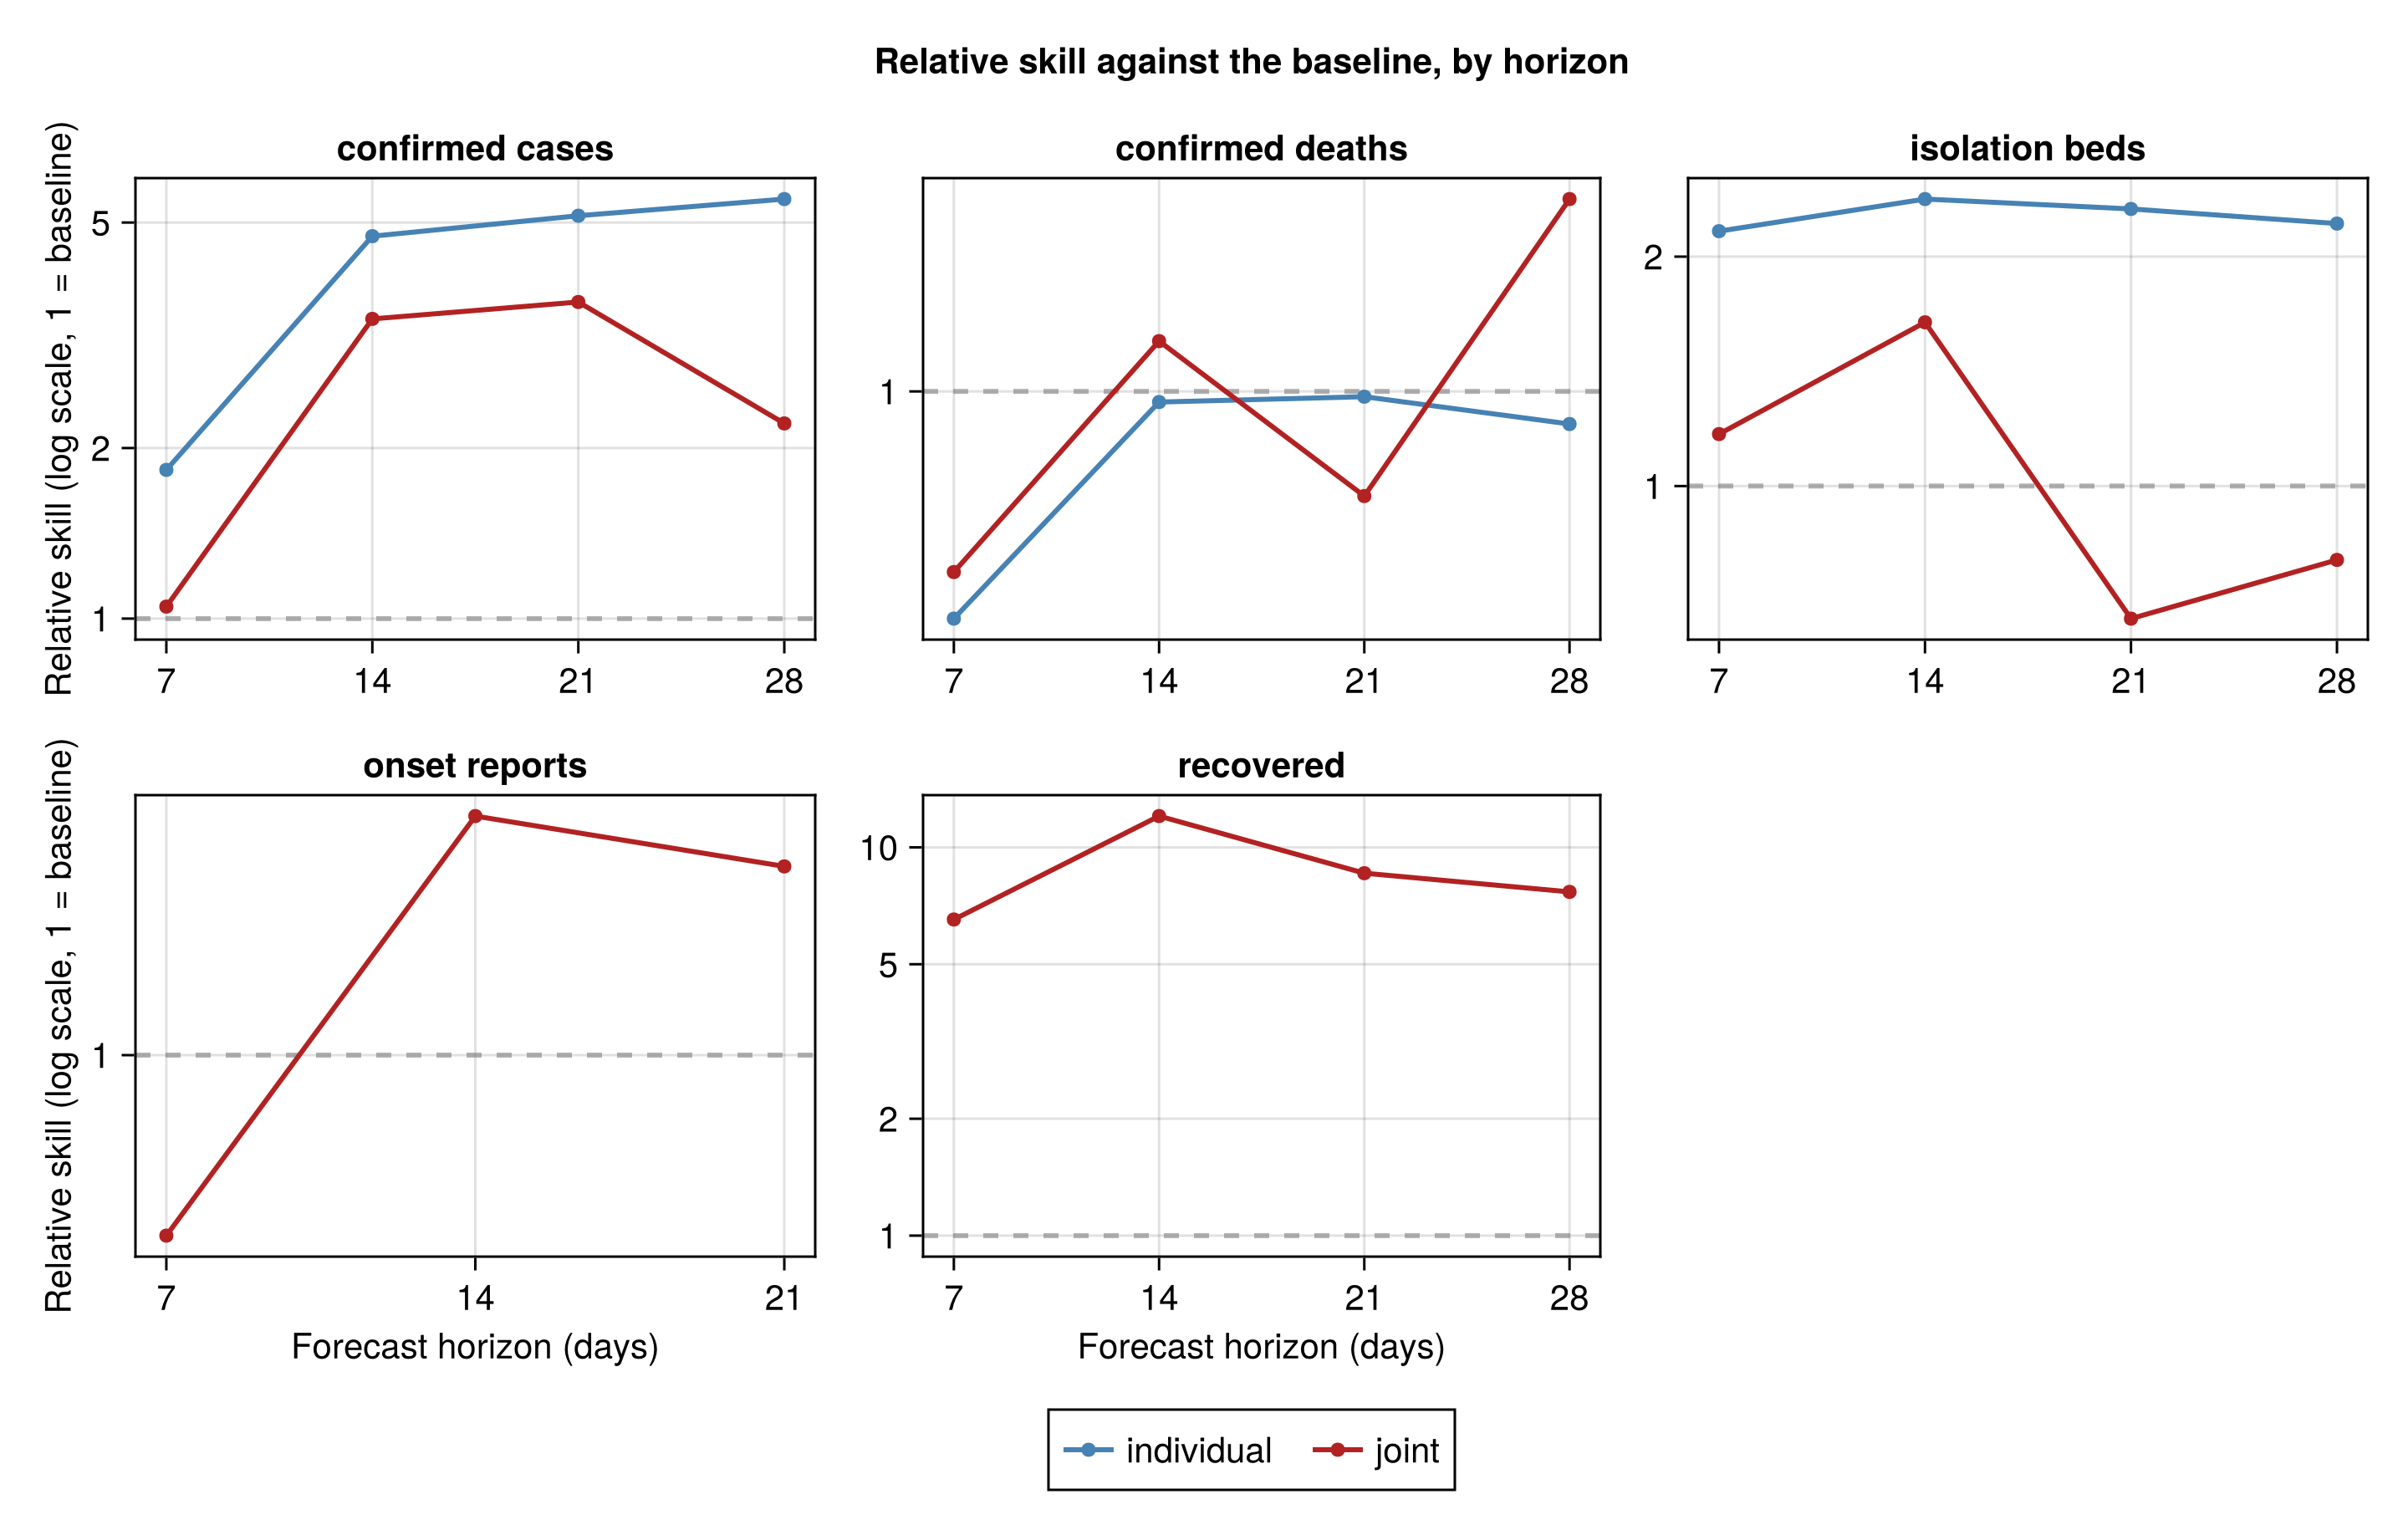 Relative skill against the baseline, by horizon
confirmed cases
confirmed deaths
isolation beds
Relative skill (log scale, 1 = baseline)
5
2
1
7 14 21 28
1
7 14 21 28
2
1
7 14 21 28
onset reports
recovered
Relative skill (log scale, 1 = baseline)
1
7 14 21
Forecast horizon (days)
10
5
2
1
7 14 21 28
Forecast horizon (days)
individual joint